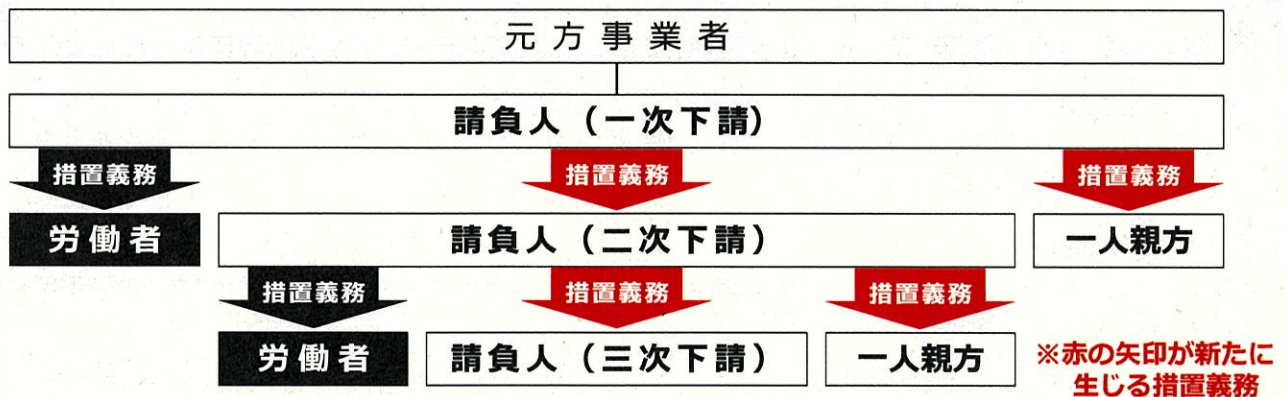 元方事業者
請負人（一次下請）
措置義務 措置義務 措置義務
労働者 請負人（二次下請） 一人親方
措置義務 措置義務 措置義務
労働者 請負人（三次下請） 一人親方
※赤の矢印が新たに
生じる措置義務